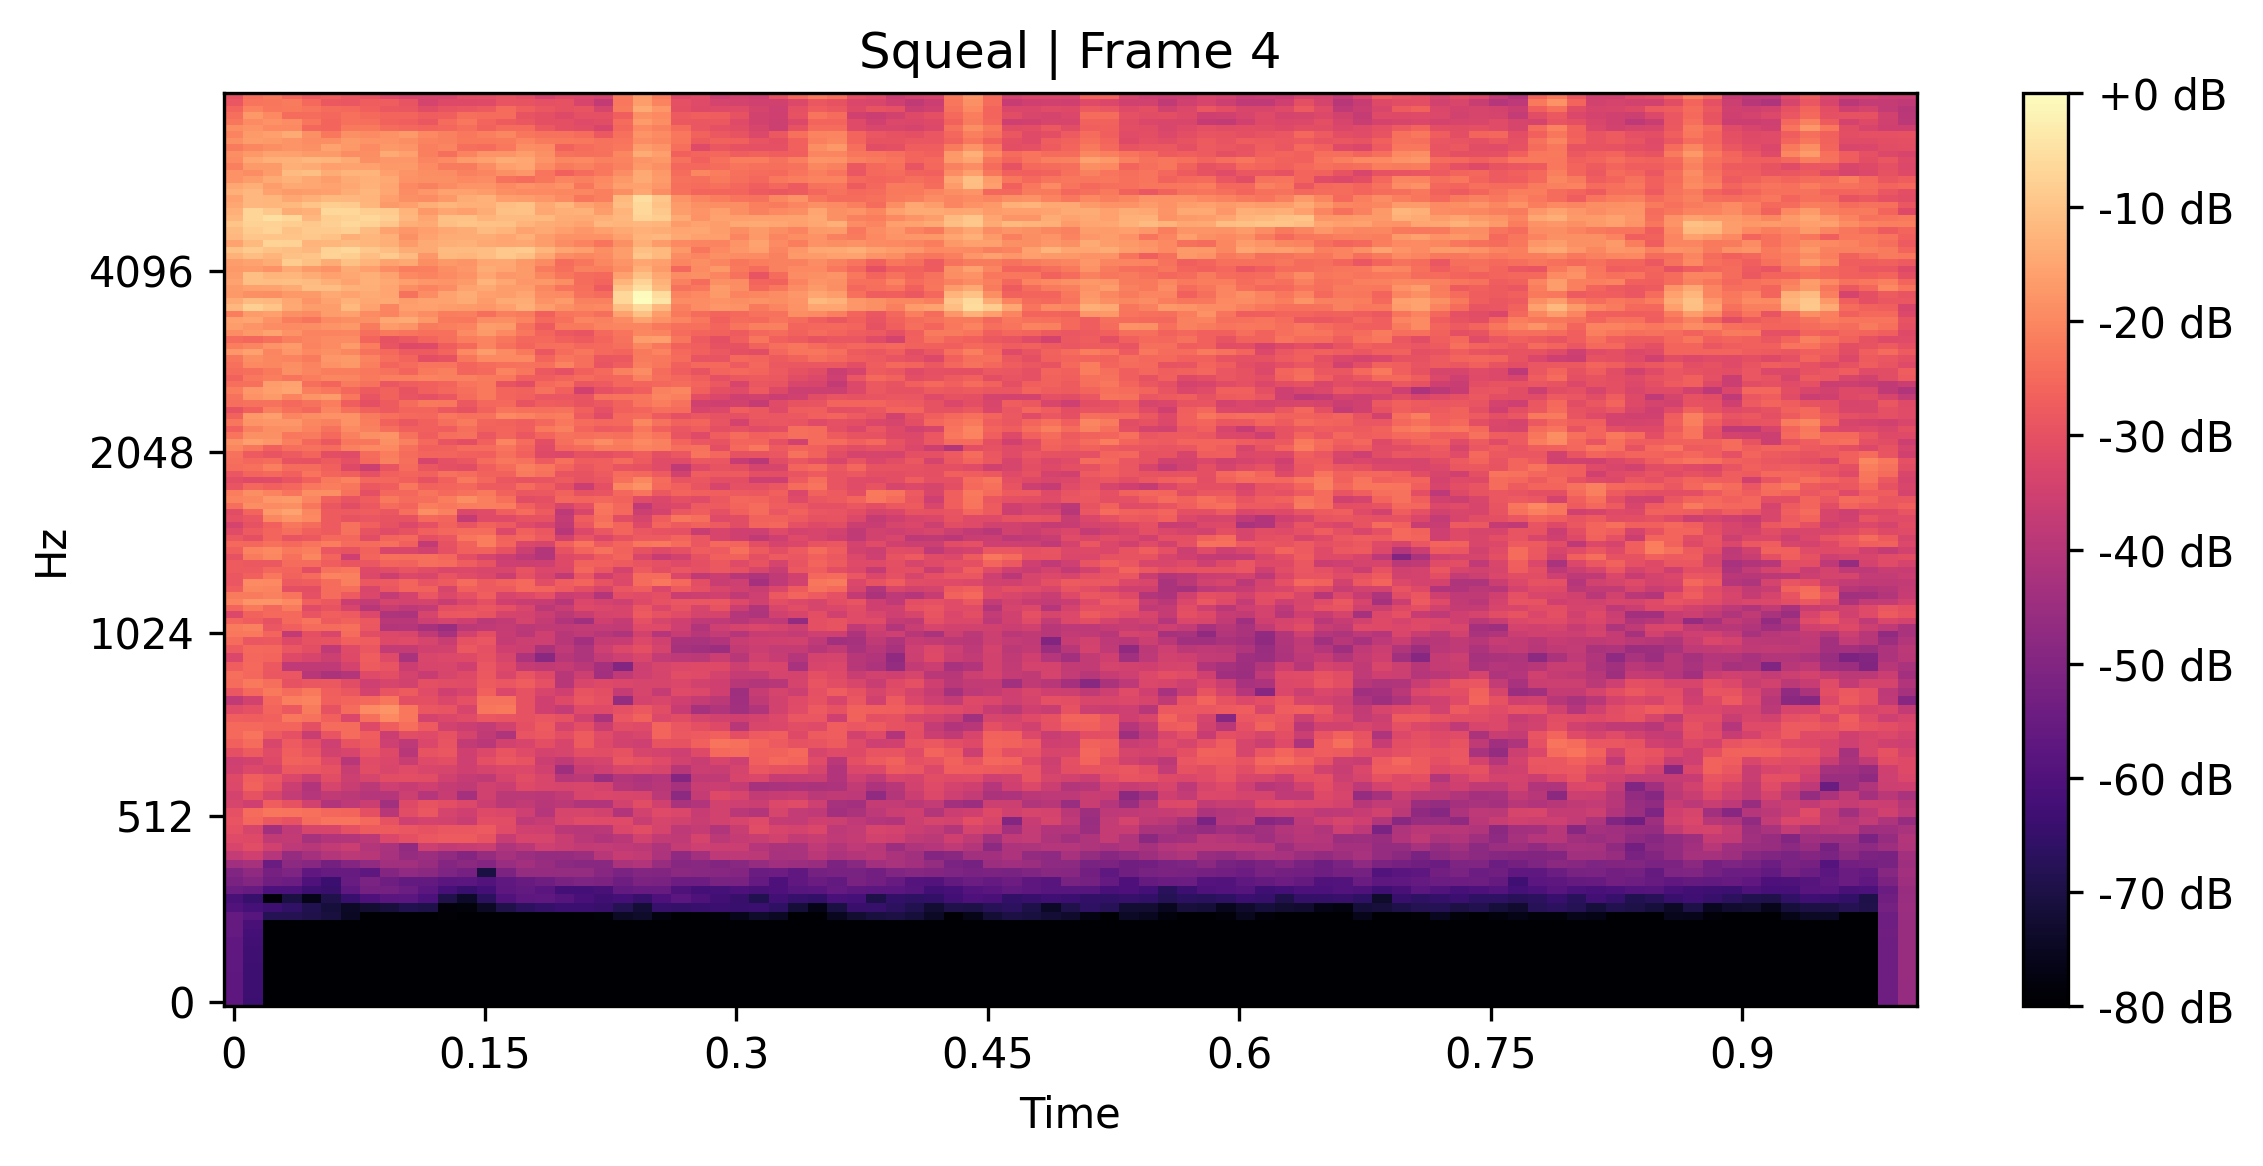 Squeal | Frame 4
+0 dB
-10 dB
-20 dB
-30 dB
-40 dB
-50 dB
-60 dB
-70 dB
-80 dB
Hz
4096
2048
1024
512
0
0
0.15
0.3
0.45
0.6
0.75
0.9
Time